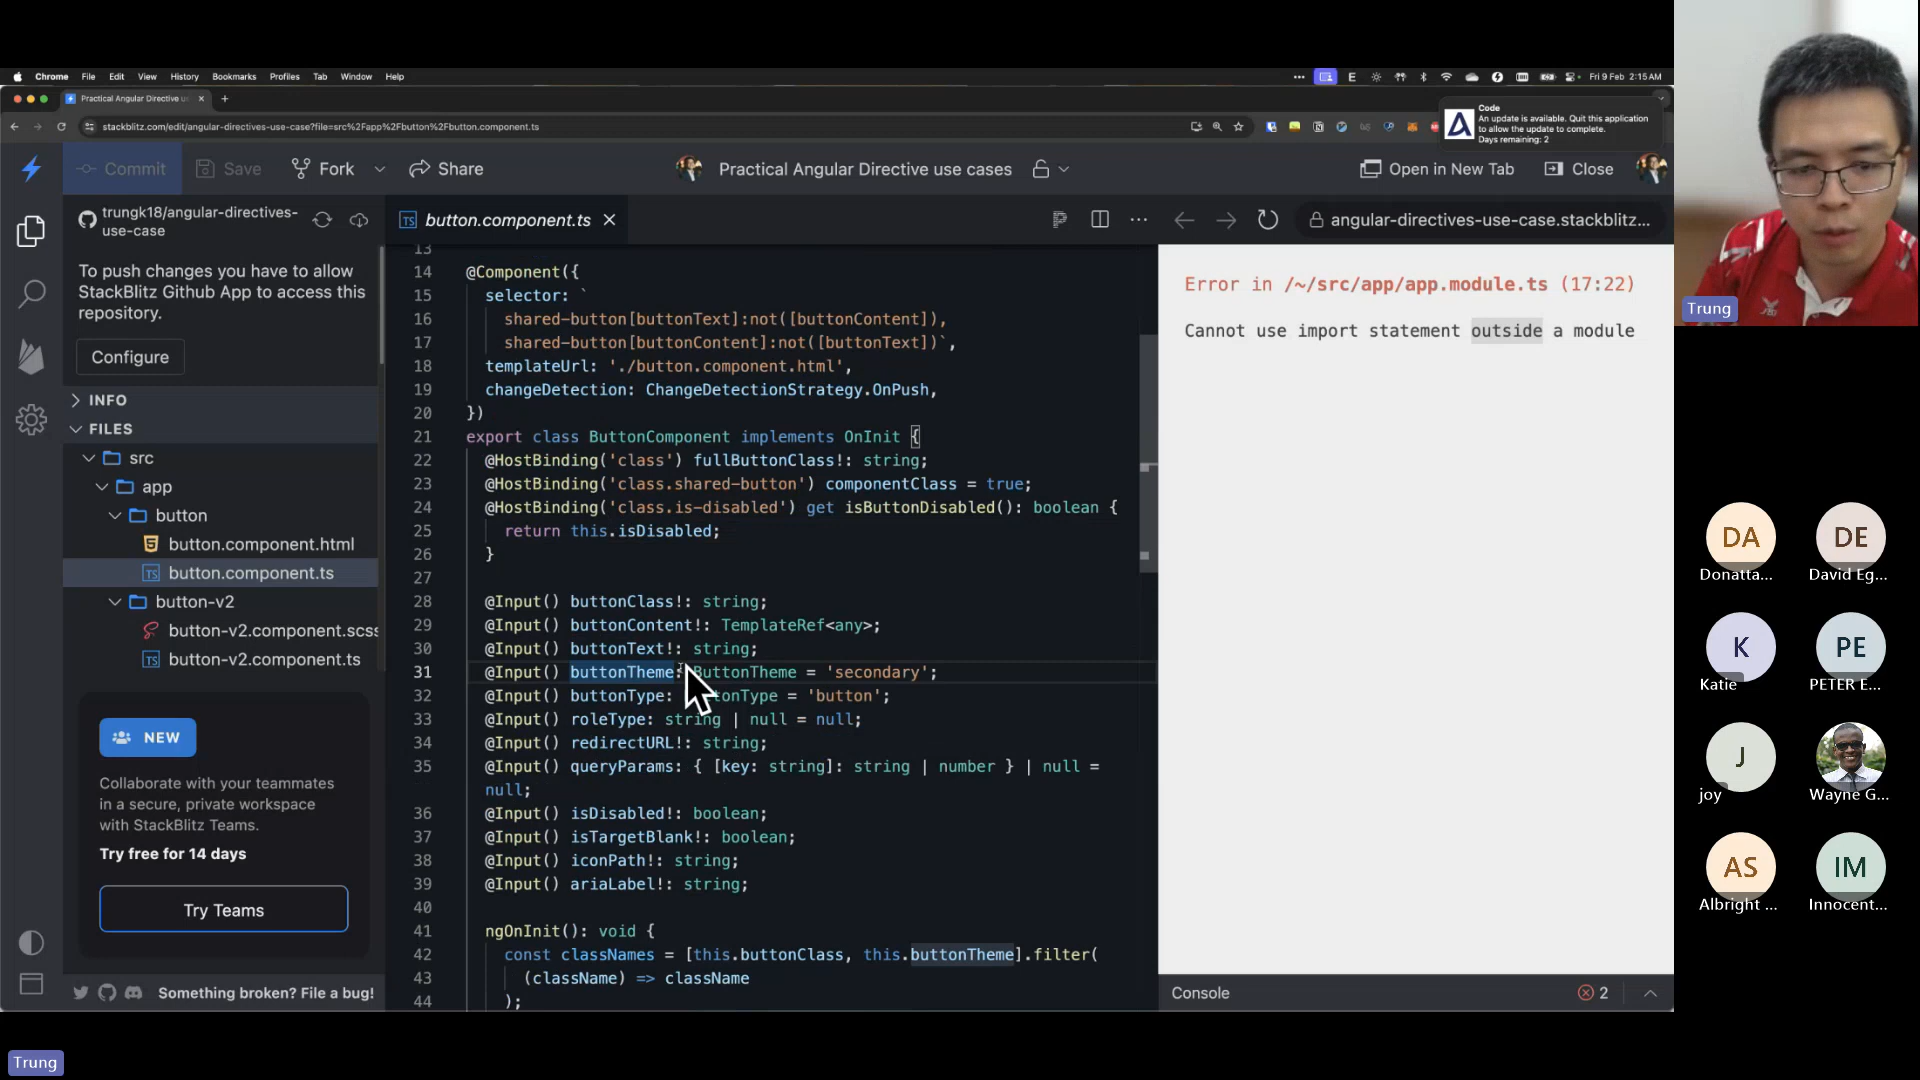 Chrome File Edit View History Bookmarks Profiles Tab Window Help
Fri 9 Feb 2:15 AM
Practical Angular Directive u
stackblitz.com/edit/angular-directives-use-case?file=src%2Fapp%2Fbutton%2Fbutton.component.ts
Code
An update is available. Quit this application
to allow the update to complete.
Days remaining: 2
Commit Save Fork Share
Practical Angular Directive use cases
Open in New Tab Close
trungk18/angular-directives-
use-case
To push changes you have to allow
StackBlitz Github App to access this
repository.
Configure
INFO
FILES
src
app
button
button.component.html
TS button.component.ts
button-v2
button-v2.component.scss
TS button-v2.component.ts
NEW
Collaborate with your teammates
in a secure, private workspace
with StackBlitz Teams.
Try free for 14 days
Try Teams
Something broken? File a bug!
TS button.component.ts
13
14 @Component({
15 selector: `
16 shared-button[buttonText]:not([buttonContent]),
17 shared-button[buttonContent]:not([buttonText])`,
18 templateUrl: './button.component.html',
19 changeDetection: ChangeDetectionStrategy.OnPush,
20 })
21 export class ButtonComponent implements OnInit {
22 @HostBinding('class') fullButtonClass!: string;
23 @HostBinding('class.shared-button') componentClass = true;
24 @HostBinding('class.is-disabled') get isButtonDisabled(): boolean {
25 return this.isDisabled;
26 }
27
28 @Input() buttonClass!: string;
29 @Input() buttonContent!: TemplateRef<any>;
30 @Input() buttonText!: string;
31 @Input() buttonTheme: ButtonTheme = 'secondary';
32 @Input() buttonType: tonType = 'button';
33 @Input() roleType: string | null = null;
34 @Input() redirectURL!: string;
35 @Input() queryParams: { [key: string]: string | number } | null =
null;
36 @Input() isDisabled!: boolean;
37 @Input() isTargetBlank!: boolean;
38 @Input() iconPath!: string;
39 @Input() ariaLabel!: string;
40
41 ngOnInit(): void {
42 const classNames = [this.buttonClass, this.buttonTheme].filter(
43 (className) => className
44 );
angular-directives-use-case.stackblitz...
Error in /~/src/app/app.module.ts (17:22)
Cannot use import statement outside a module
Console
2
Trung
DA
Donatta...
DE
David Eg...
K
Katie
PE
PETER E...
J
joy
Wayne G...
AS
Albright ...
IM
Innocent...
Trung